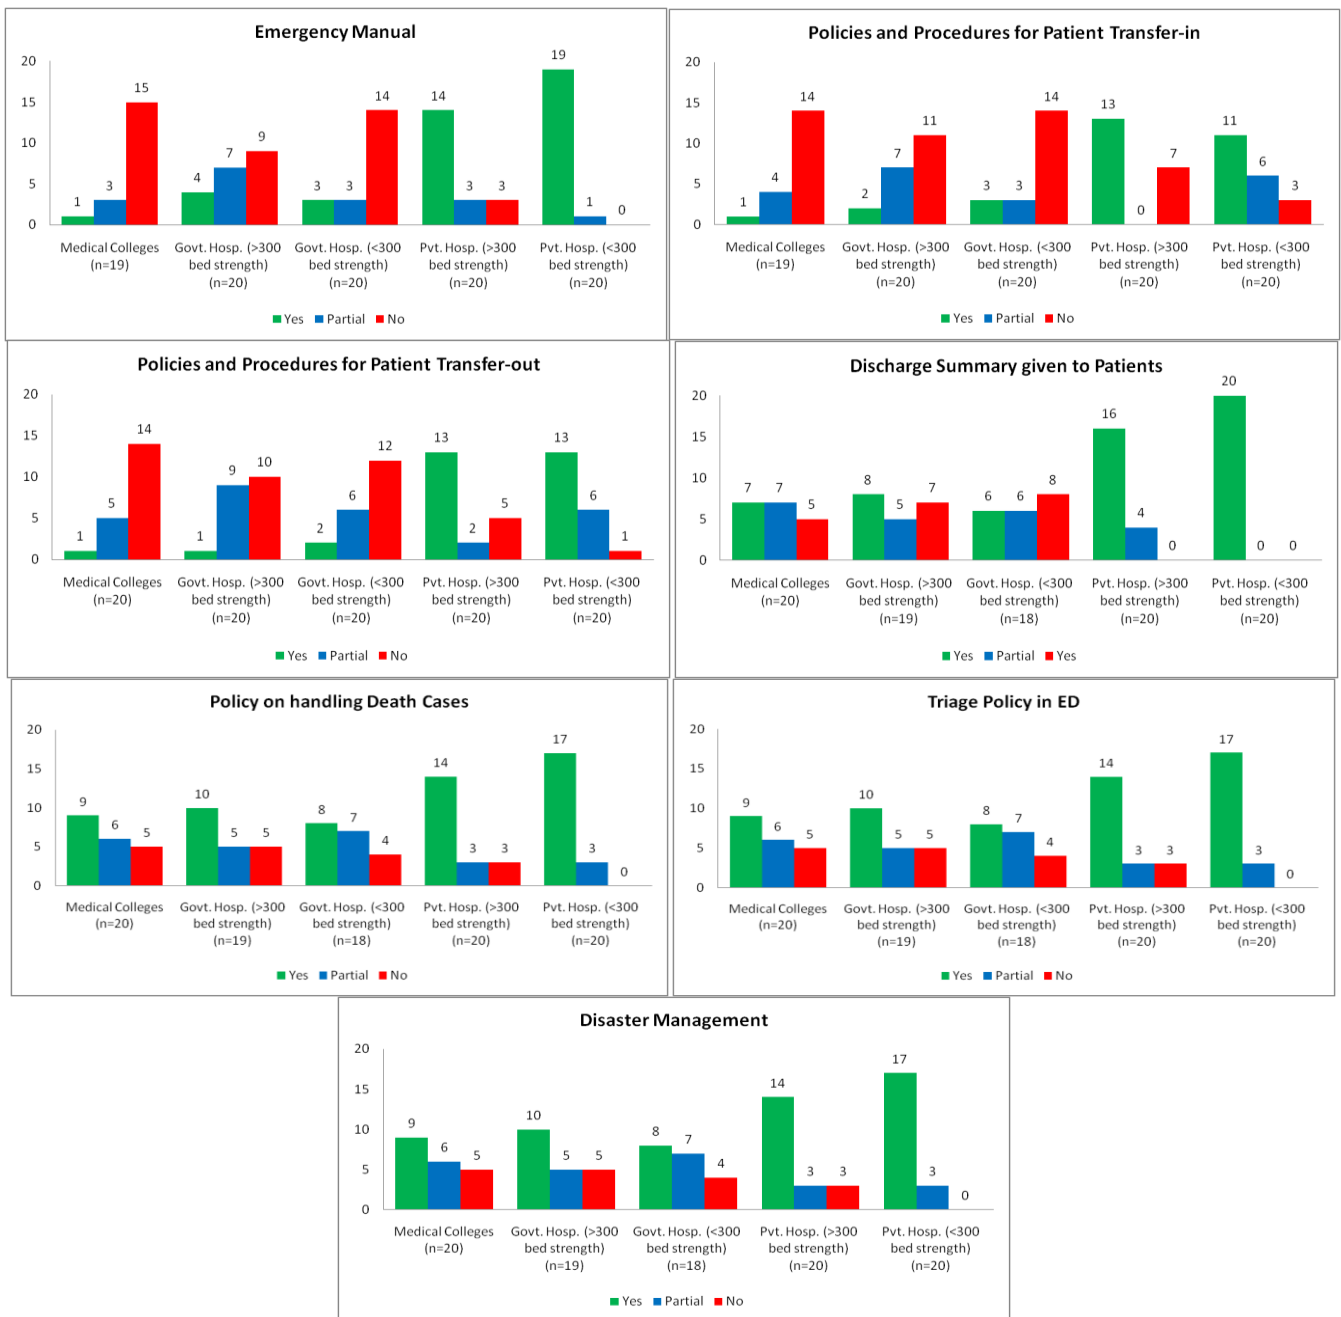 Emergency Manual
20
15
10
5
0
1 3 15
4 7 9
3 3 14
14 3 3
19 1 0
Medical Colleges
(n=19)
Govt. Hosp. (>300
bed strength)
(n=20)
Govt. Hosp. (<300
bed strength)
(n=20)
Pvt. Hosp. (>300
bed strength)
(n=20)
Pvt. Hosp. (<300
bed strength)
(n=20)
Yes Partial No
Policies and Procedures for Patient Transfer-in
20
15
10
5
0
1 4 14
2 7 11
3 3 14
13 0 7
11 6 3
Medical Colleges
(n=19)
Govt. Hosp. (>300
bed strength)
(n=20)
Govt. Hosp. (<300
bed strength)
(n=20)
Pvt. Hosp. (>300
bed strength)
(n=20)
Pvt. Hosp. (<300
bed strength)
(n=20)
Yes Partial No
Policies and Procedures for Patient Transfer-out
20
15
10
5
0
1 5 14
1 9 10
2 6 12
13 2 5
13 6 1
Medical Colleges
(n=20)
Govt. Hosp. (>300
bed strength)
(n=20)
Govt. Hosp. (<300
bed strength)
(n=20)
Pvt. Hosp. (>300
bed strength)
(n=20)
Pvt. Hosp. (<300
bed strength)
(n=20)
Yes Partial No
Discharge Summary given to Patients
20
15
10
5
0
7 7 5
8 5 7
6 6 8
16 4 0
20 0 0
Medical Colleges
(n=20)
Govt. Hosp. (>300
bed strength)
(n=19)
Govt. Hosp. (<300
bed strength)
(n=18)
Pvt. Hosp. (>300
bed strength)
(n=20)
Pvt. Hosp. (<300
bed strength)
(n=20)
Yes Partial Yes
Policy on handling Death Cases
20
15
10
5
0
9 6 5
10 5 5
8 7 4
14 3 3
17 3 0
Medical Colleges
(n=20)
Govt. Hosp. (>300
bed strength)
(n=19)
Govt. Hosp. (<300
bed strength)
(n=18)
Pvt. Hosp. (>300
bed strength)
(n=20)
Pvt. Hosp. (<300
bed strength)
(n=20)
Yes Partial No
Triage Policy in ED
20
15
10
5
0
9 6 5
10 5 5
8 7 4
14 3 3
17 3 0
Medical Colleges
(n=20)
Govt. Hosp. (>300
bed strength)
(n=19)
Govt. Hosp. (<300
bed strength)
(n=18)
Pvt. Hosp. (>300
bed strength)
(n=20)
Pvt. Hosp. (<300
bed strength)
(n=20)
Yes Partial No
Disaster Management
20
15
10
5
0
9 6 5
10 5 5
8 7 4
14 3 3
17 3 0
Medical Colleges
(n=20)
Govt. Hosp. (>300
bed strength)
(n=19)
Govt. Hosp. (<300
bed strength)
(n=18)
Pvt. Hosp. (>300
bed strength)
(n=20)
Pvt. Hosp. (<300
bed strength)
(n=20)
Yes Partial No